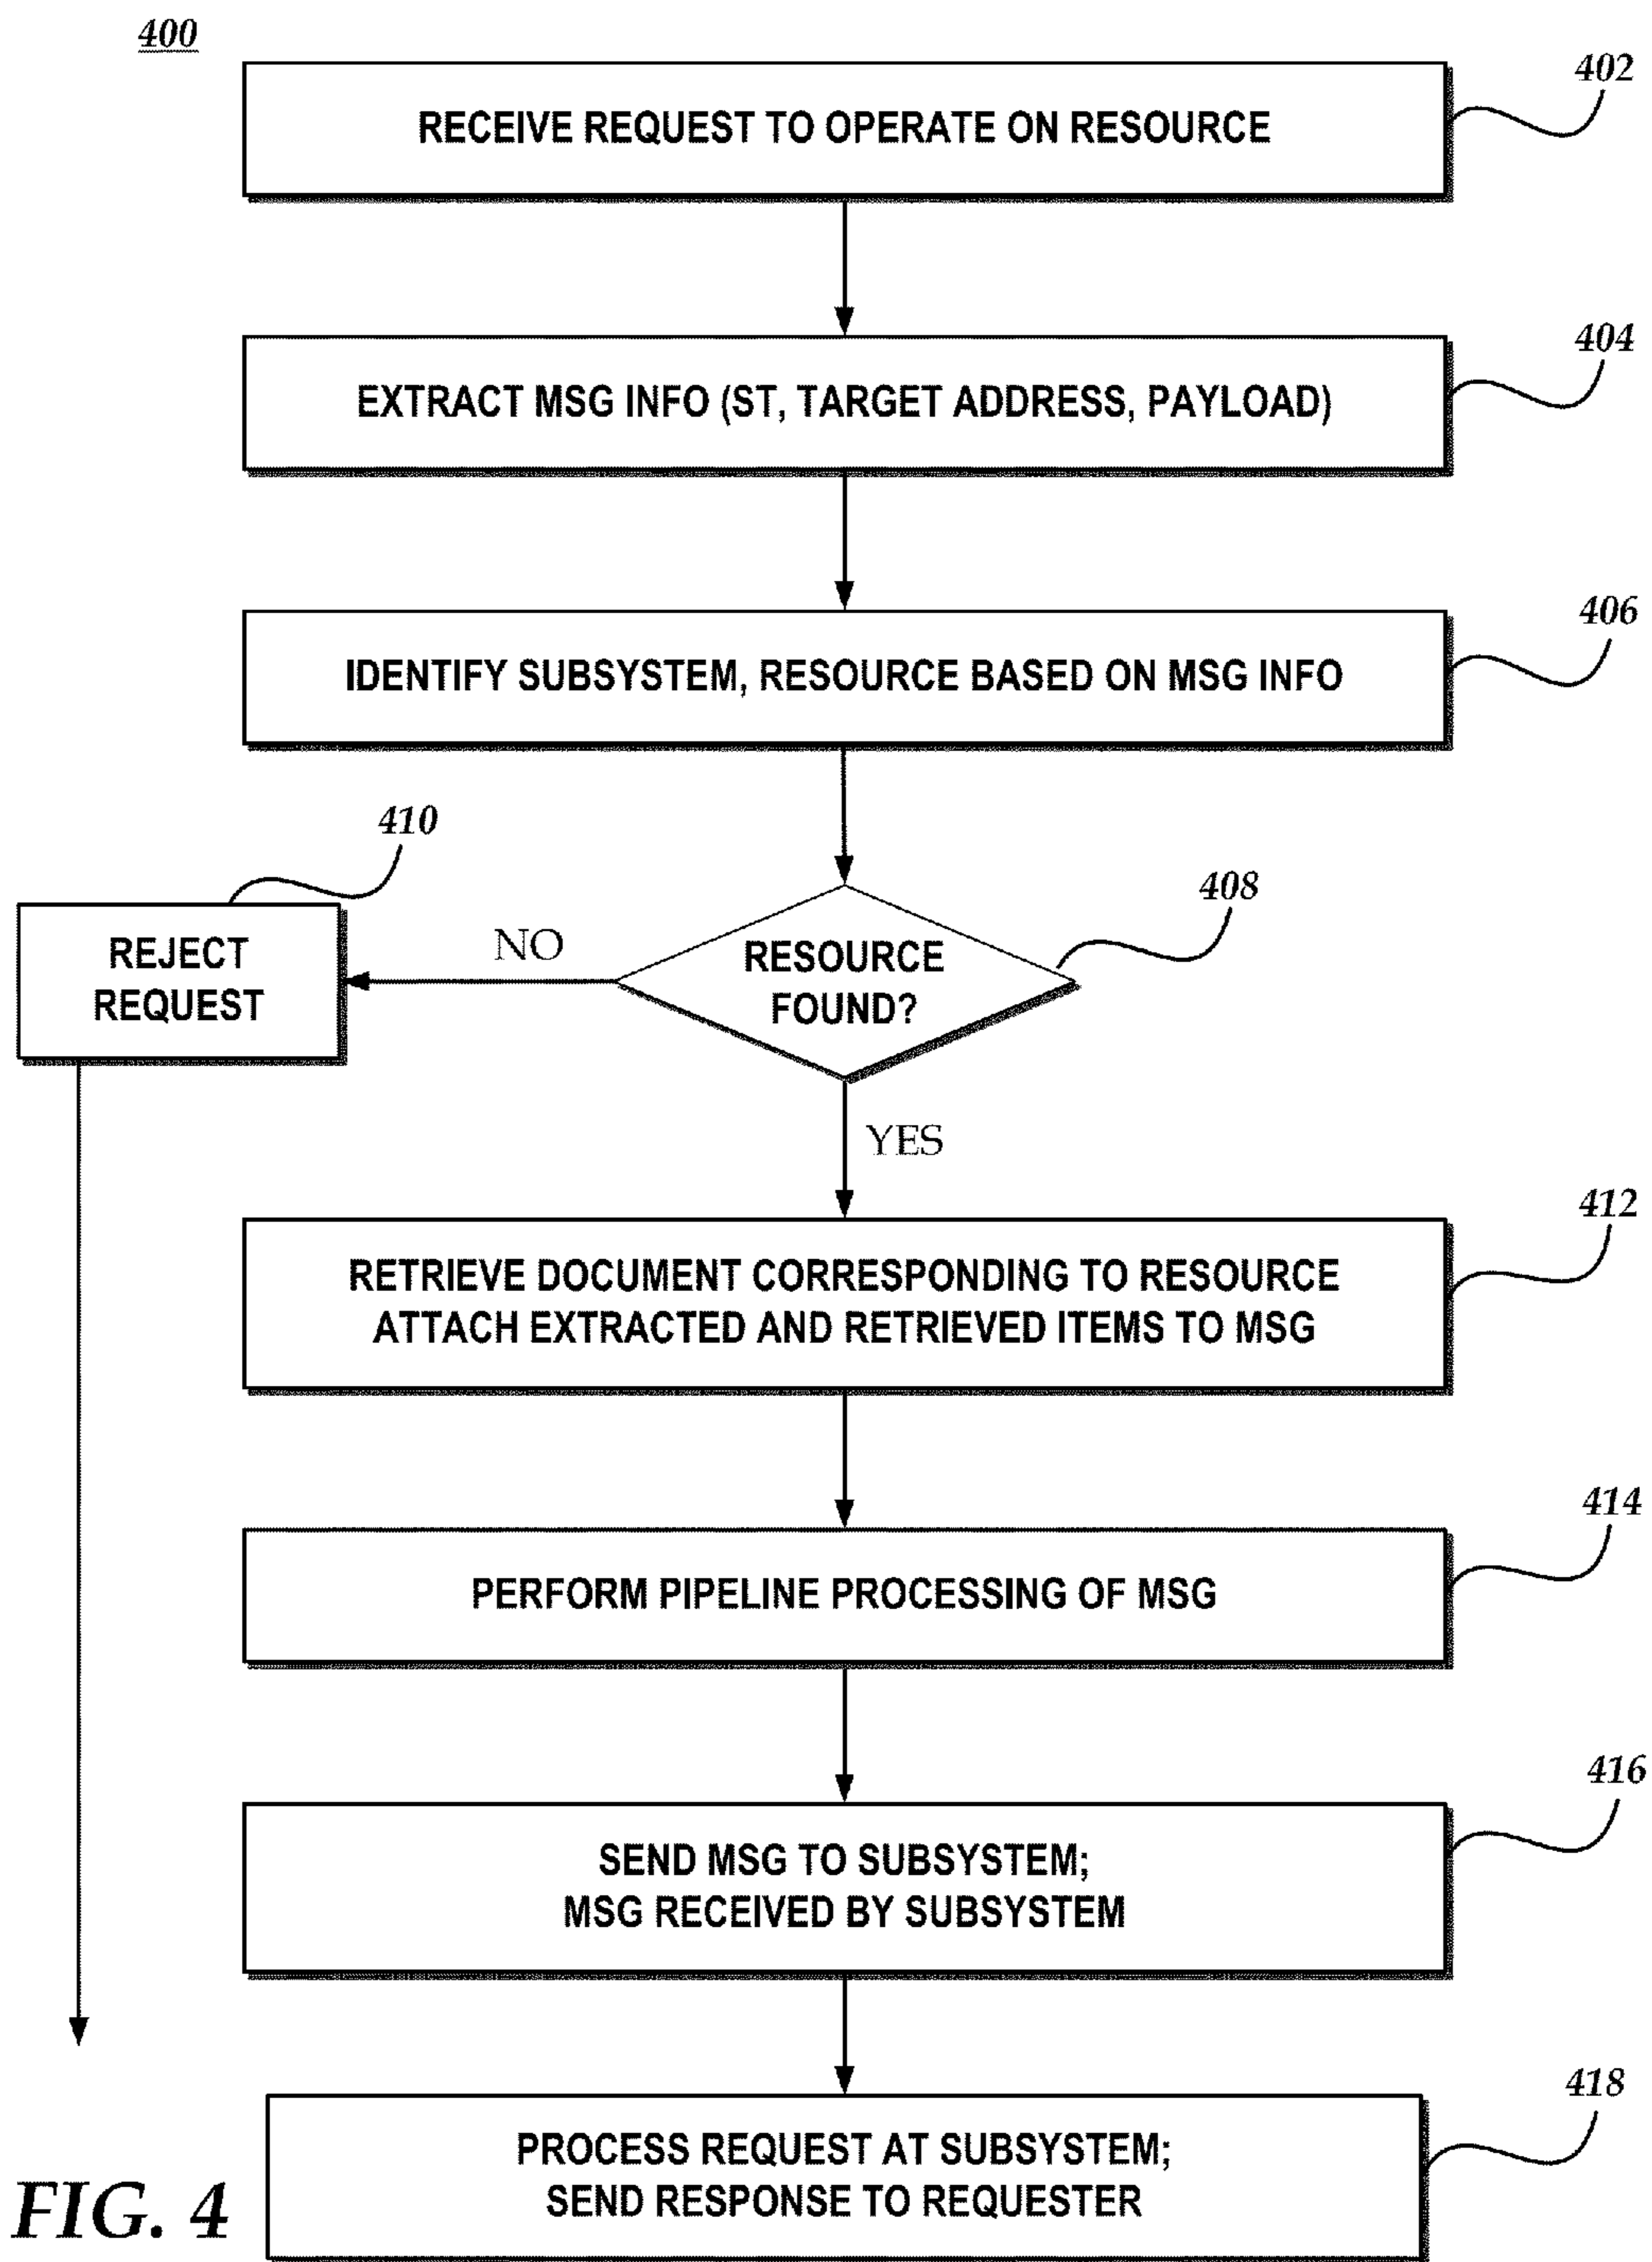 400
402
RECEIVE REQUEST TO OPERATE ON RESOURCE
404
EXTRACT MSG INFO (ST, TARGET ADDRESS, PAYLOAD)
406
IDENTIFY SUBSYSTEM, RESOURCE BASED ON MSG INFO
410
408
REJECT
REQUEST
NO
RESOURCE
FOUND?
YES
412
RETRIEVE DOCUMENT CORRESPONDING TO RESOURCE
ATTACH EXTRACTED AND RETRIEVED ITEMS TO MSG
414
PERFORM PIPELINE PROCESSING OF MSG
416
SEND MSG TO SUBSYSTEM;
MSG RECEIVED BY SUBSYSTEM
418
PROCESS REQUEST AT SUBSYSTEM;
SEND RESPONSE TO REQUESTER
FIG. 4